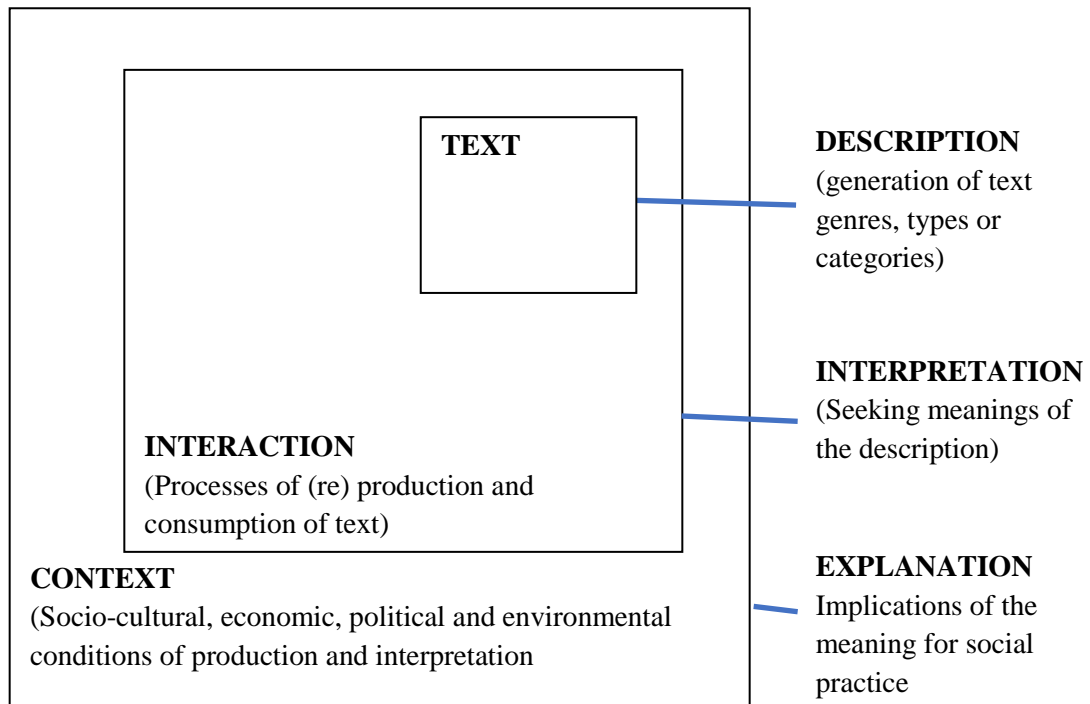 TEXT
DESCRIPTION
(generation of text
genres, types or
categories)
INTERPRETATION
(Seeking meanings of
the description)
INTERACTION
(Processes of (re) production and
consumption of text)
CONTEXT
(Socio-cultural, economic, political and environmental
conditions of production and interpretation
EXPLANATION
Implications of the
meaning for social
practice